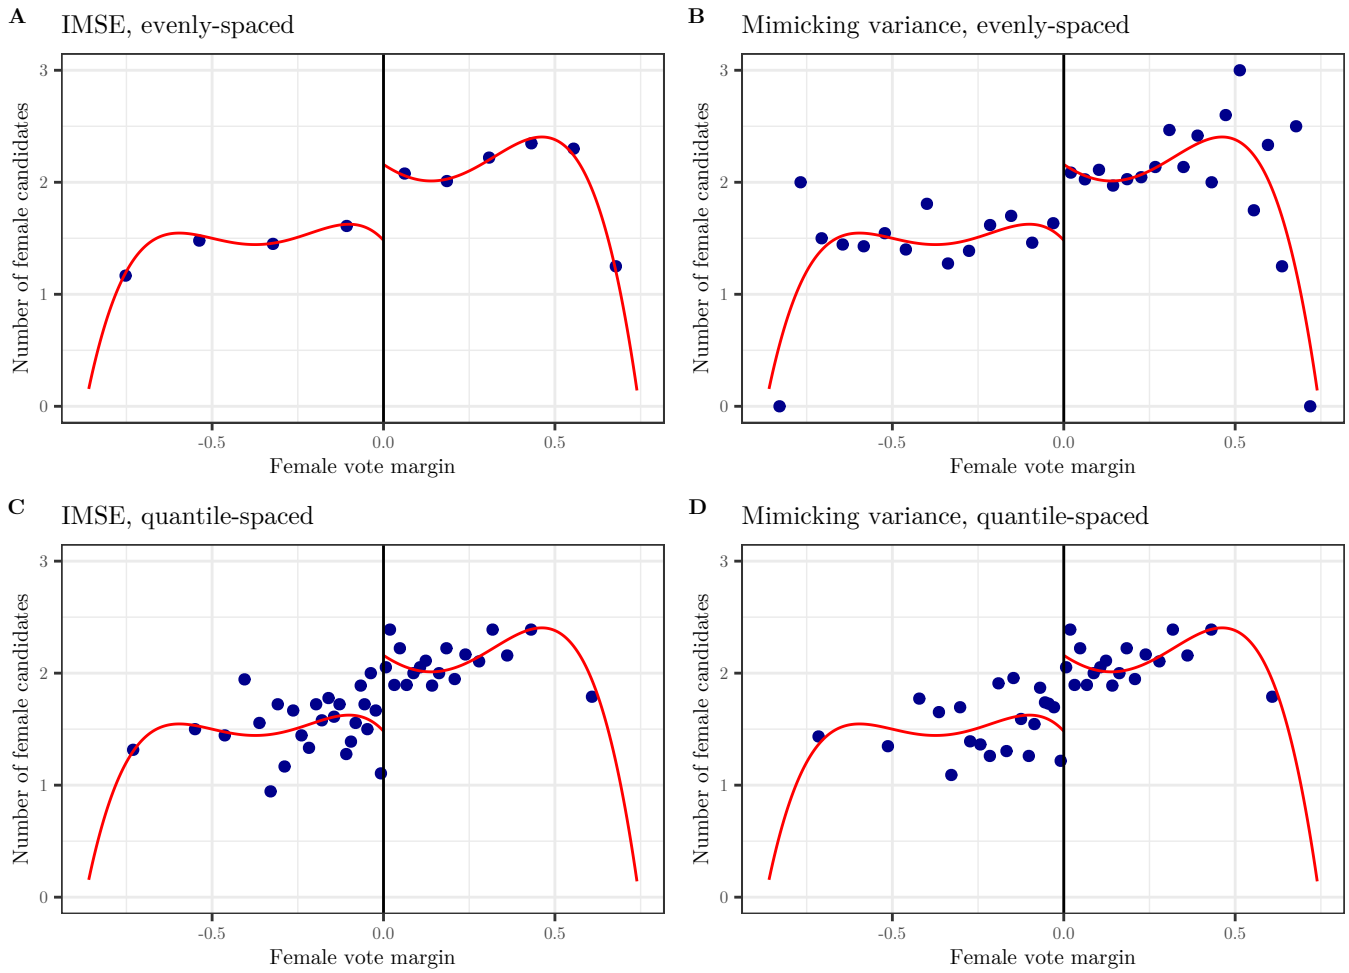 A
IMSE, evenly-spaced
Number of female candidates
3
2
1
0
-0.5
0.0
0.5
Female vote margin
B
Mimicking variance, evenly-spaced
Number of female candidates
3
2
1
0
-0.5
0.0
0.5
Female vote margin
C
IMSE, quantile-spaced
Number of female candidates
3
2
1
0
-0.5
0.0
0.5
Female vote margin
D
Mimicking variance, quantile-spaced
Number of female candidates
3
2
1
0
-0.5
0.0
0.5
Female vote margin